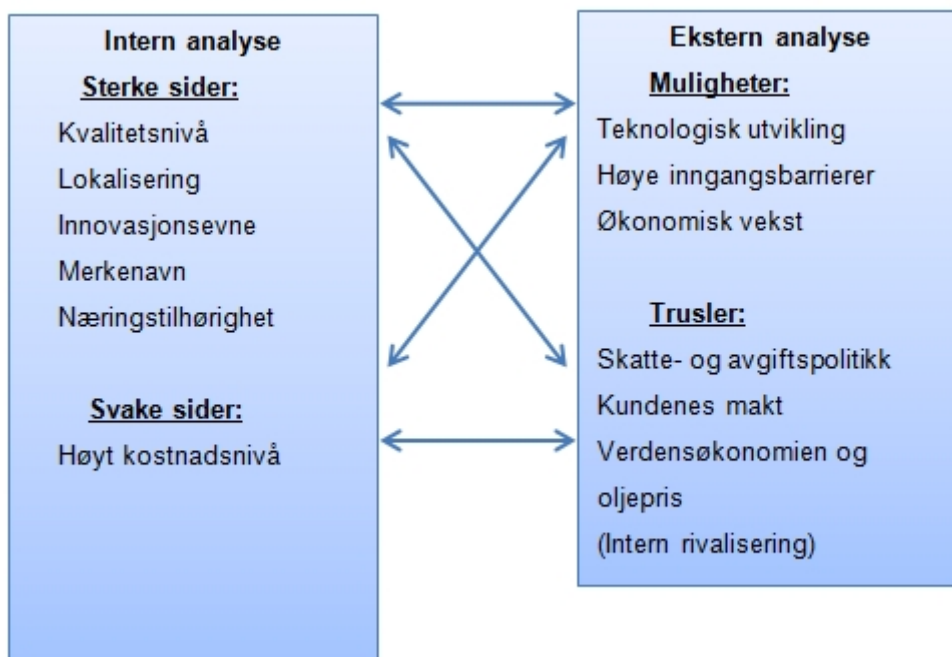 Intern analyse
Sterke sider:
Kvalitetsnivå
Lokalisering
Innovasjonsevne
Merkenavn
Næringstilhørighet
Svake sider:
Høyt kostnadsnivå
Ekstern analyse
Muligheter:
Teknologisk utvikling
Høye inngangsbarrierer
Økonomisk vekst
Trusler:
Skatte- og avgiftspolitikk
Kundenes makt
Verdensøkonomien og
oljepris
(Intern rivalisering)